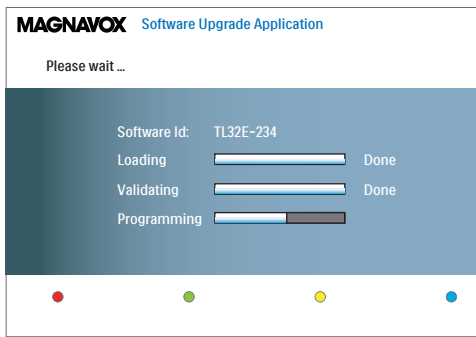 MAGNAVOX Software Upgrade Application
Please wait ...
Software Id: TL32E-234
Loading Done
Validating Done
Programming